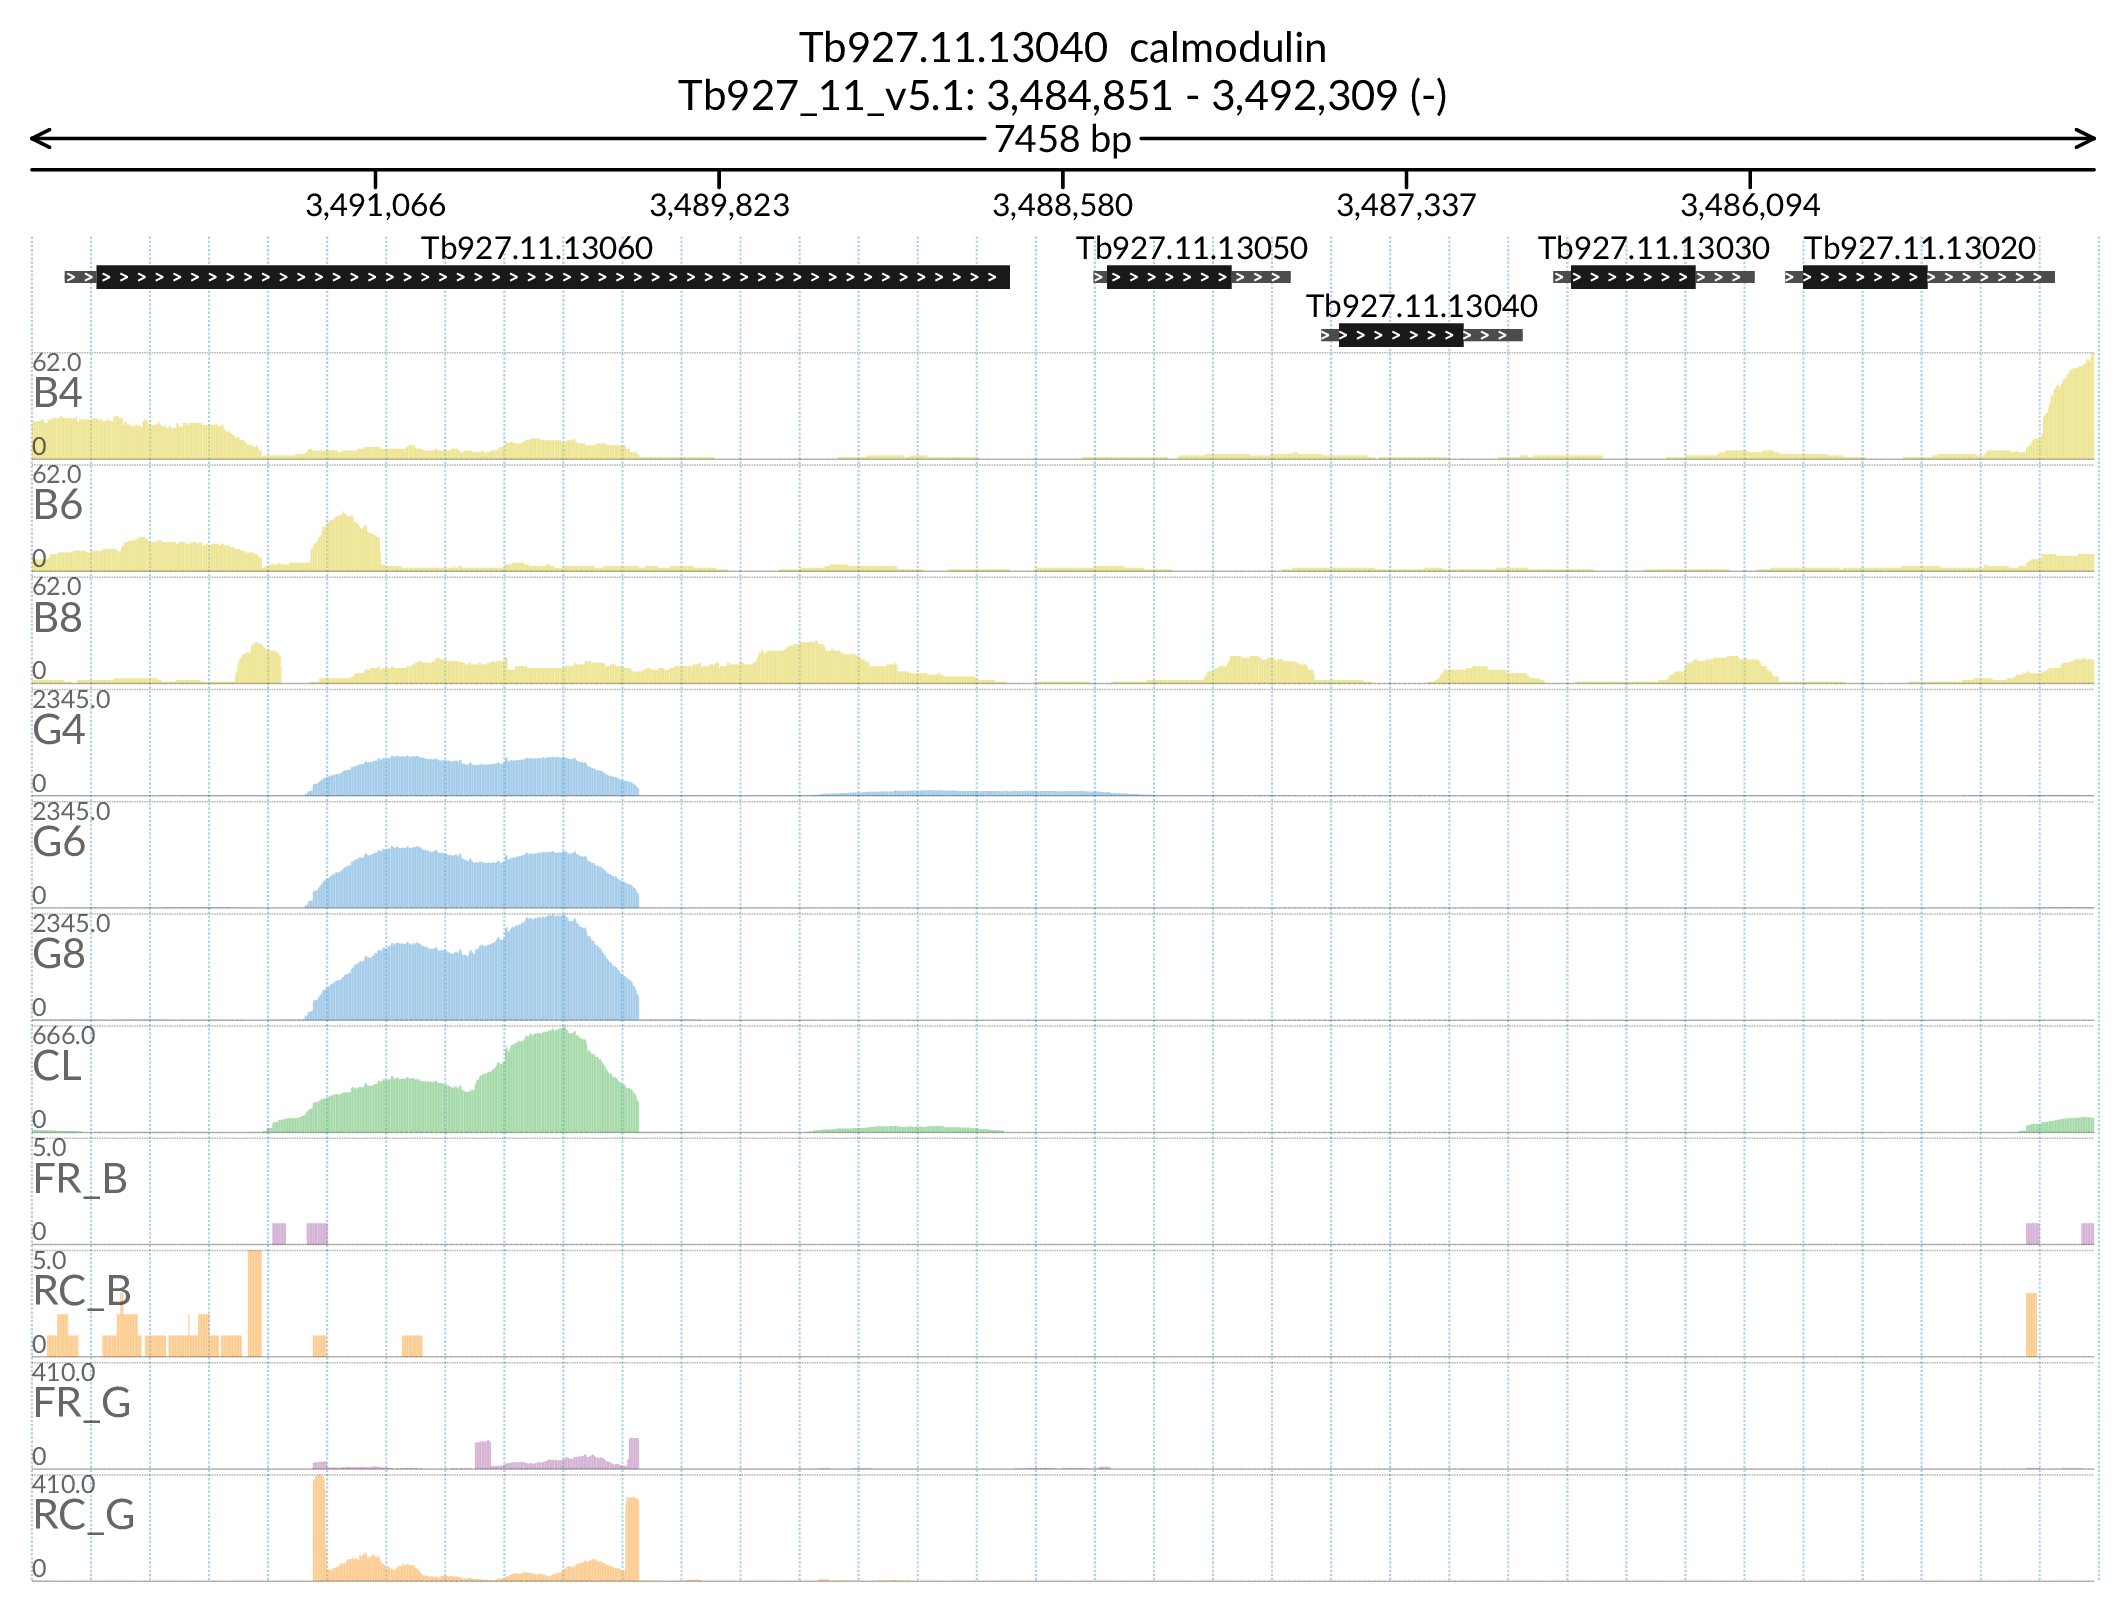 Tb927.11.13040 calmodulin
Tb927_11_v5.1: 3,484,851 - 3,492,309 (-)
7458 bp
3,491,066 3,489,823 3,488,580 3,487,337 3,486,094
Tb927.11.13060 Tb927.11.13050 Tb927.11.13030 Tb927.11.13020
Tb927.11.13040
62.0
B4
0
62.0
B6
0
62.0
B8
0
2345.0
G4
0
2345.0
G6
0
2345.0
G8
0
666.0
CL
0
5.0
FR_B
0
5.0
RC_B
0
410.0
FR_G
0
410.0
RC_G
0